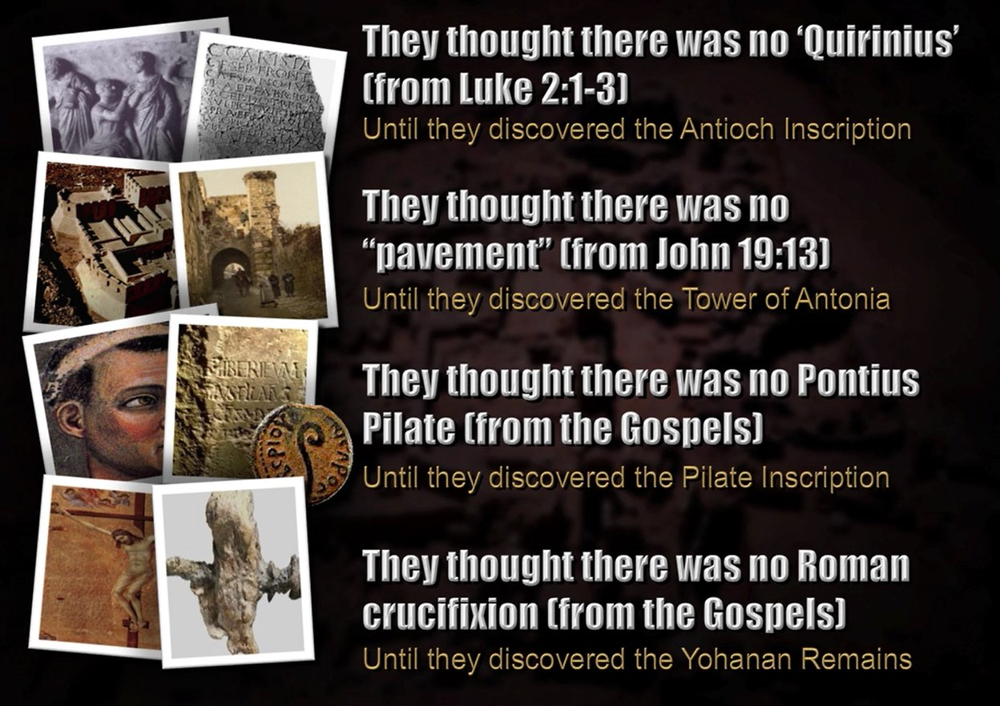 They thought there was no ‘Quirinius’
(from Luke 2:1-3)
Until they discovered the Antioch Inscription
They thought there was no
“pavement” (from John 19:13)
Until they discovered the Tower of Antonia
They thought there was no Pontius
Pilate (from the Gospels)
Until they discovered the Pilate Inscription
They thought there was no Roman
crucifixion (from the Gospels)
Until they discovered the Yohanan Remains